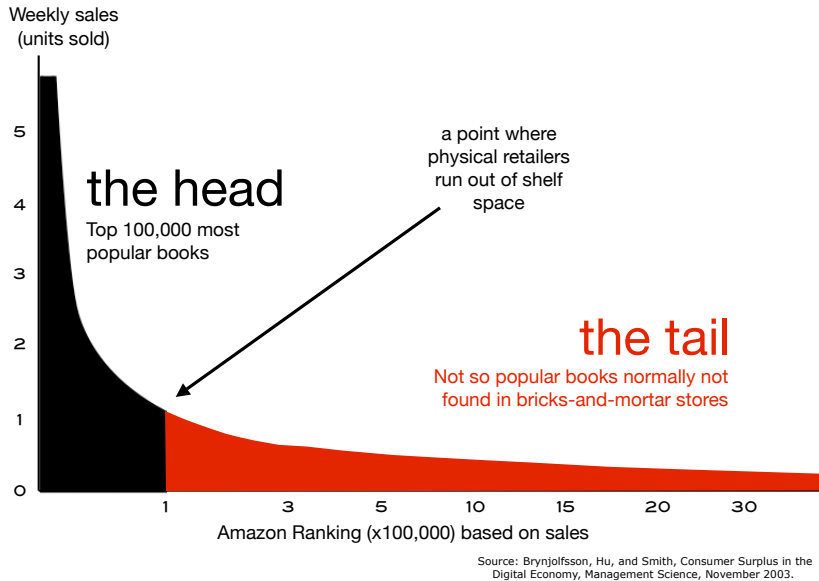 Weekly sales
(units sold)
5
4
3
2
1
0
the head
Top 100,000 most
popular books
a point where
physical retailers
run out of shelf
space
the tail
Not so popular books normally not
found in bricks-and-mortar stores
1 3 5 10 15 20 30
Amazon Ranking (x100,000) based on sales
Source: Brynjolfsson, Hu, and Smith, Consumer Surplus in the
Digital Economy, Management Science, November 2003.